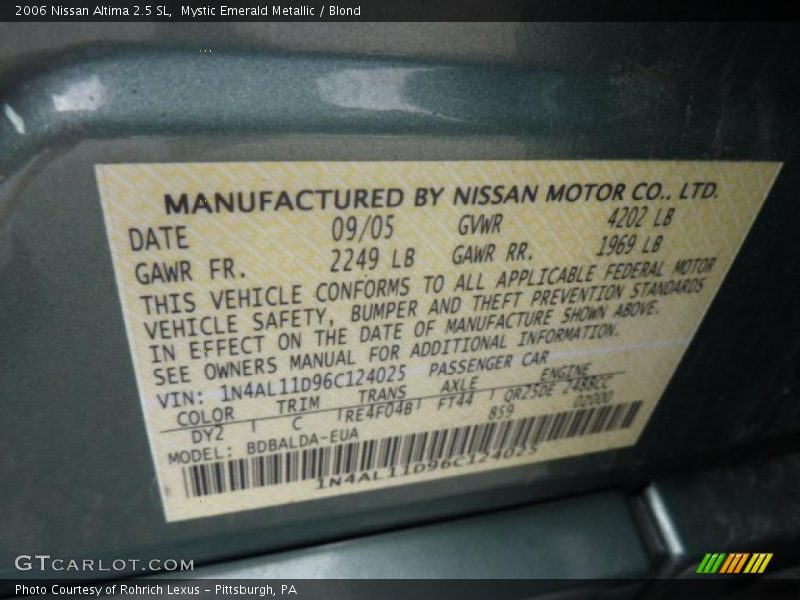 2006 Nissan Altima 2.5 SL,  Mystic Emerald Metallic / Blond
MANUFACTURED BY NISSAN MOTOR CO., LTD.
DATE 09/05 GVWR 4202 LB
GAWR FR. 2249 LB GAWR RR. 1969 LB
THIS VEHICLE CONFORMS TO ALL APPLICABLE FEDERAL MOTOR
VEHICLE SAFETY, BUMPER AND THEFT PREVENTION STANDARDS
IN EFFECT ON THE DATE OF MANUFACTURE SHOWN ABOVE.
SEE OWNERS MANUAL FOR ADDITIONAL INFORMATION.
VIN: 1N4AL11D96C124025 PASSENGER CAR
COLOR TRIM TRANS AXLE ENGINE
DY2 C RE4F04B FT44 QR25DE 2488CC
MODEL: BDBALDA-EUA 859 02000
1N4AL11D96C124025
GTCARLOT.COM
Photo Courtesy of Rohrich Lexus - Pittsburgh, PA